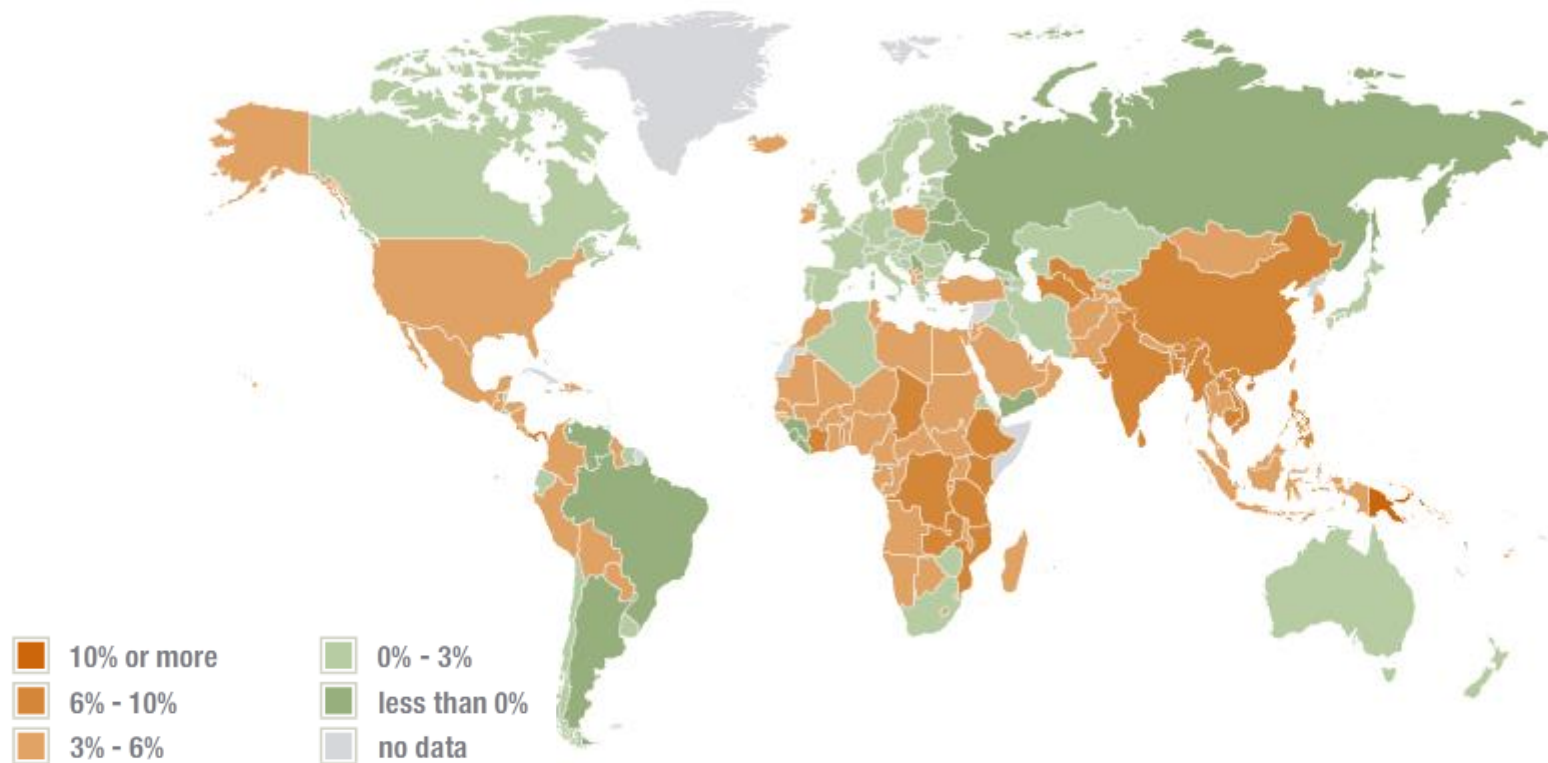 10% or more
6% - 10%
3% - 6%
0% - 3%
less than 0%
no data